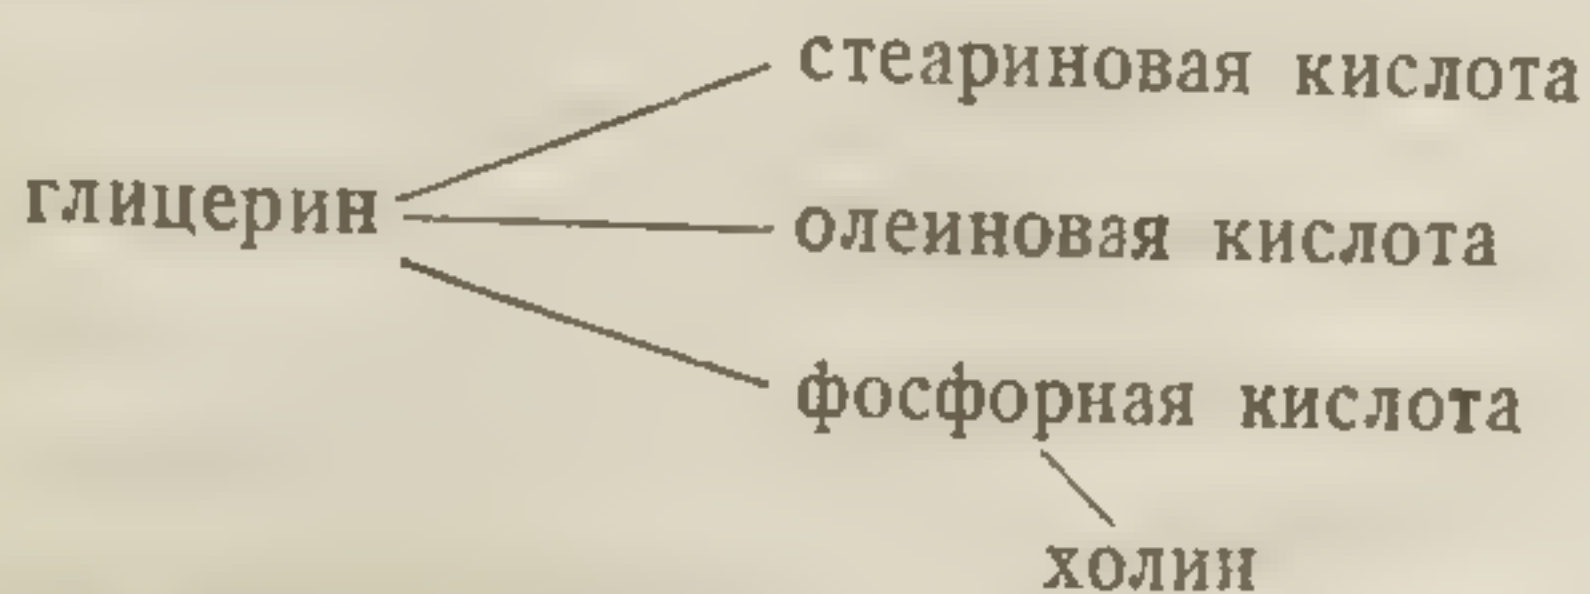 стеариновая кислота
глицерин
олеиновая кислота
фосфорная кислота
холин